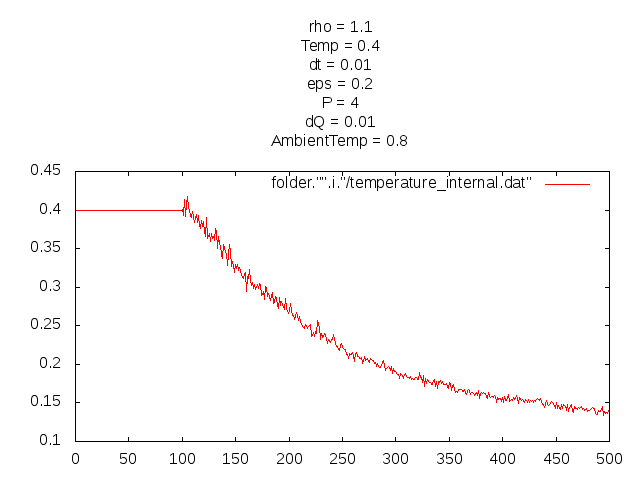 rho = 1.1
Temp = 0.4
dt = 0.01
eps = 0.2
P = 4
dQ = 0.01
AmbientTemp = 0.8
folder."".i."/temperature_internal.dat"
0.45
0.4
0.35
0.3
0.25
0.2
0.15
0.1
0 50 100 150 200 250 300 350 400 450 500